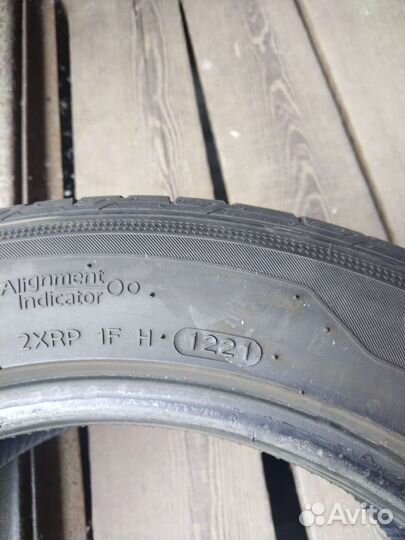 Alignment
Indicator
2XRP 1F H 1221
Avito